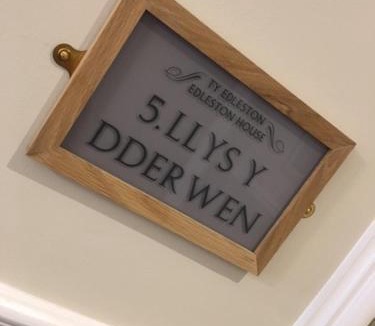 TY EDLESTON
EDLESTON HOUSE
5. LLYS Y
DDERWEN